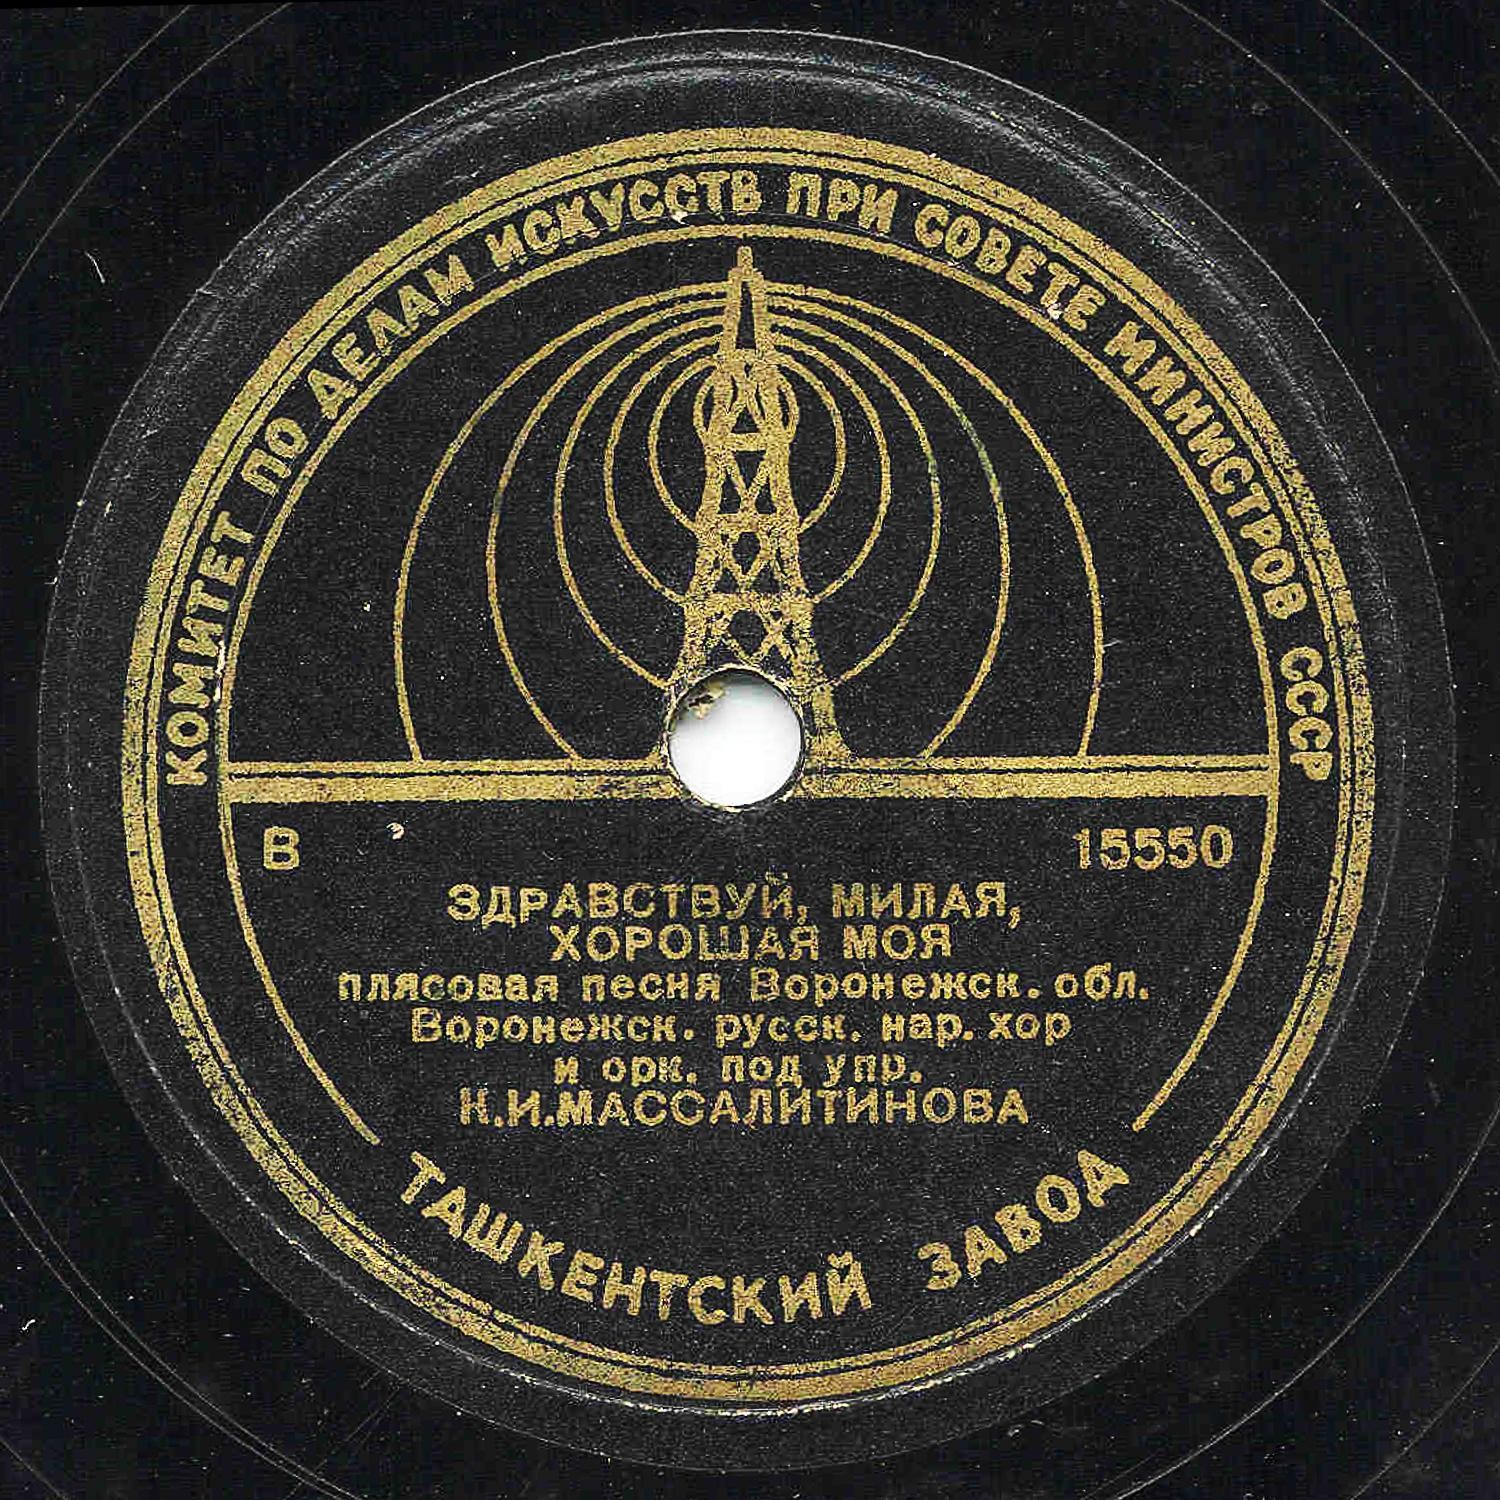 КОМИТЕТ ПО ДЕЛАМ ИСКУССТВ ПРИ СОВЕТЕ МИНИСТРОВ СССР
В 15550
ЗДРАВСТВУЙ, МИЛАЯ,
ХОРОШАЯ МОЯ
плясовая песня Воронежск. обл.
Воронежск. русск. нар. хор
и орк. под упр.
К.И.МАССАЛИТИНОВА
ТАШКЕНТСКИЙ ЗАВОД